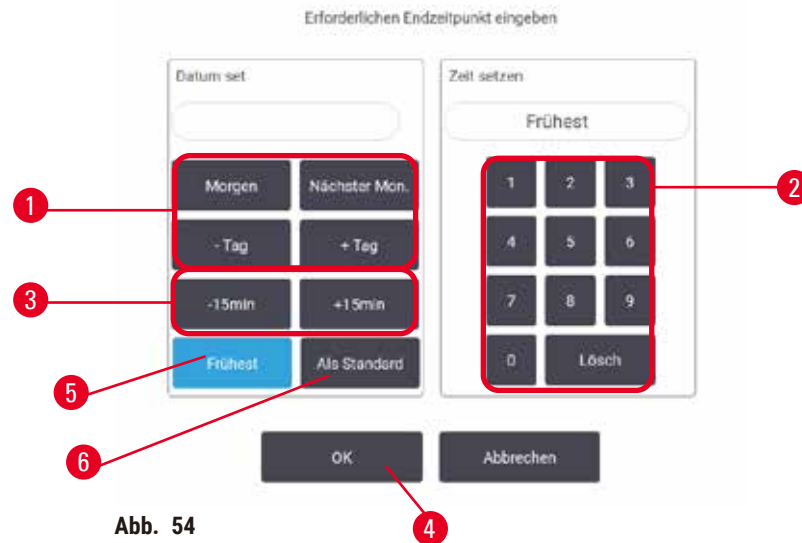 Erforderlichen Endzeitpunkt eingeben
Datum set
Zeit setzen
Frühest
Morgen
Nächster Mon.
- Tag
+ Tag
-15min
+15min
Frühest
Als Standard
1
2
3
4
5
6
7
8
9
0
Lösch
OK
Abbrechen
1
2
3
5
6
4
Abb. 54